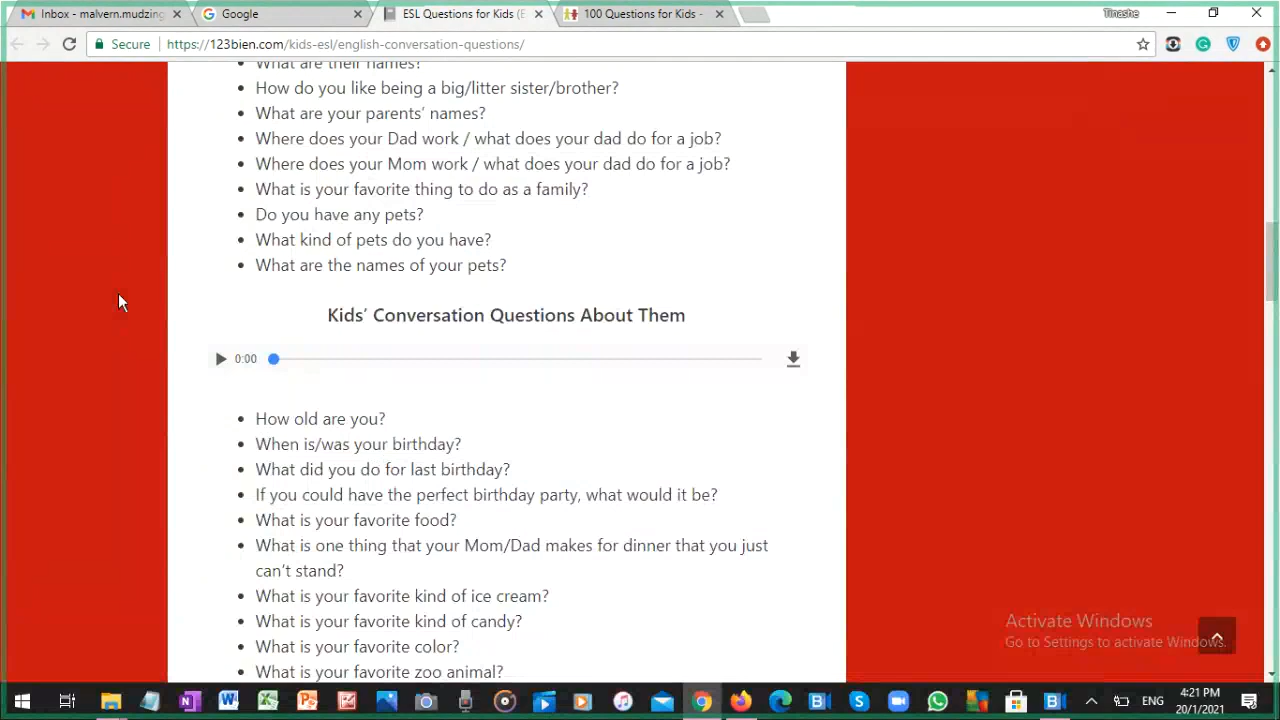 Inbox - malvern.mudzing
Google
ESL Questions for Kids (E
100 Questions for Kids -
Tinashe
Secure
https://123bien.com/kids-esl/english-conversation-questions/
What are their names?
• How do you like being a big/litter sister/brother?
• What are your parents’ names?
• Where does your Dad work / what does your dad do for a job?
• Where does your Mom work / what does your dad do for a job?
• What is your favorite thing to do as a family?
• Do you have any pets?
• What kind of pets do you have?
• What are the names of your pets?
Kids’ Conversation Questions About Them
0:00
• How old are you?
• When is/was your birthday?
• What did you do for last birthday?
• If you could have the perfect birthday party, what would it be?
• What is your favorite food?
• What is one thing that your Mom/Dad makes for dinner that you just
can’t stand?
• What is your favorite kind of ice cream?
• What is your favorite kind of candy?
• What is your favorite color?
• What is your favorite zoo animal?
Activate Windows
Go to Settings to activate Windows.
ENG
4:21 PM
20/1/2021